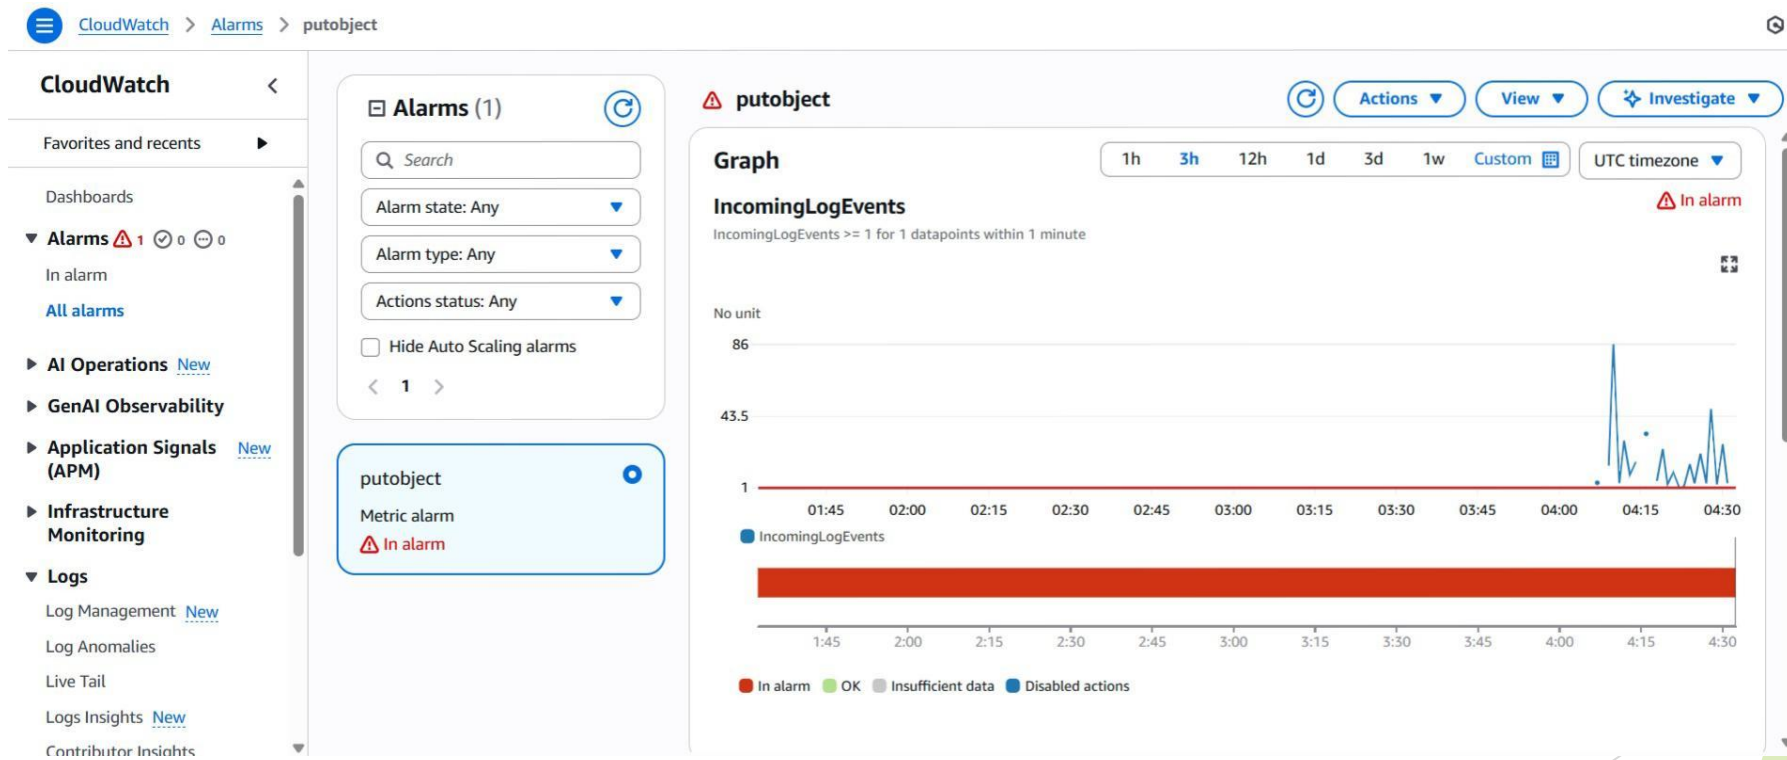 CloudWatch > Alarms > putobject
CloudWatch
Favorites and recents
Dashboards
Alarms 1 0 0
In alarm
All alarms
AI Operations New
GenAI Observability
Application Signals New
(APM)
Infrastructure
Monitoring
Logs
Log Management New
Log Anomalies
Live Tail
Logs Insights New
Contributor Insights
Alarms (1)
Search
Alarm state: Any
Alarm type: Any
Actions status: Any
Hide Auto Scaling alarms
< 1 >
putobject
Metric alarm
In alarm
putobject
Actions
View
Investigate
Graph
1h 3h 12h 1d 3d 1w Custom
UTC timezone
IncomingLogEvents
In alarm
IncomingLogEvents >= 1 for 1 datapoints within 1 minute
No unit
86
43.5
1
01:45 02:00 02:15 02:30 02:45 03:00 03:15 03:30 03:45 04:00 04:15 04:30
IncomingLogEvents
1:45 2:00 2:15 2:30 2:45 3:00 3:15 3:30 3:45 4:00 4:15 4:30
In alarm OK Insufficient data Disabled actions